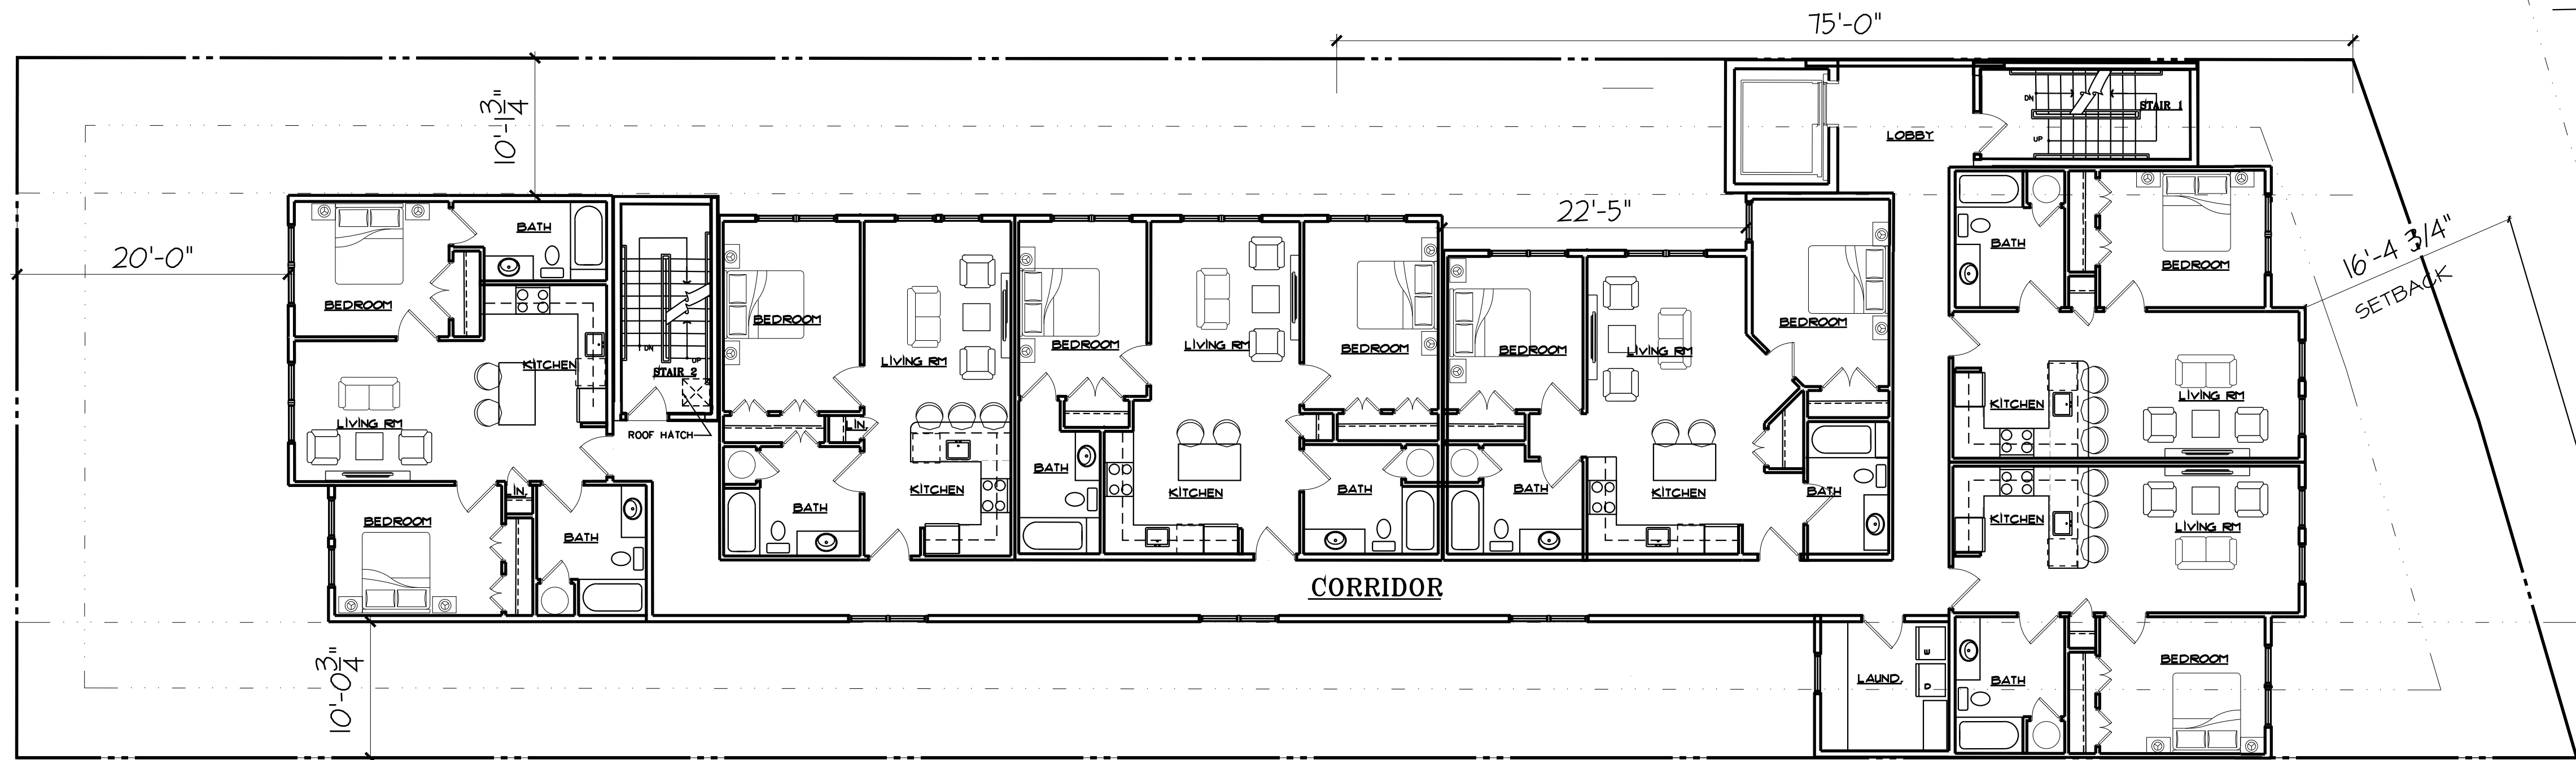 75'-0"
10'-1 3/4"
STAIR 1
DN
LOBBY
UP
22'-5"
16'-4 3/4"
SETBACK
20'-0"
BATH
BATH
BEDROOM
BEDROOM
BEDROOM
BEDROOM
BEDROOM
LIVING RM
BEDROOM
LIVING RM
BEDROOM
BEDROOM
LIVING RM
DN
UP
KITCHEN
STAIR 2
LIVING RM
KITCHEN
LIVING RM
LIN.
ROOF HATCH
BATH
BATH
LIN.
KITCHEN
KITCHEN
BATH
BATH
KITCHEN
BATH
BATH
BEDROOM
BATH
KITCHEN
LIVING RM
CORRIDOR
10'-0 3/4"
W
D
LAUND.
BATH
BEDROOM